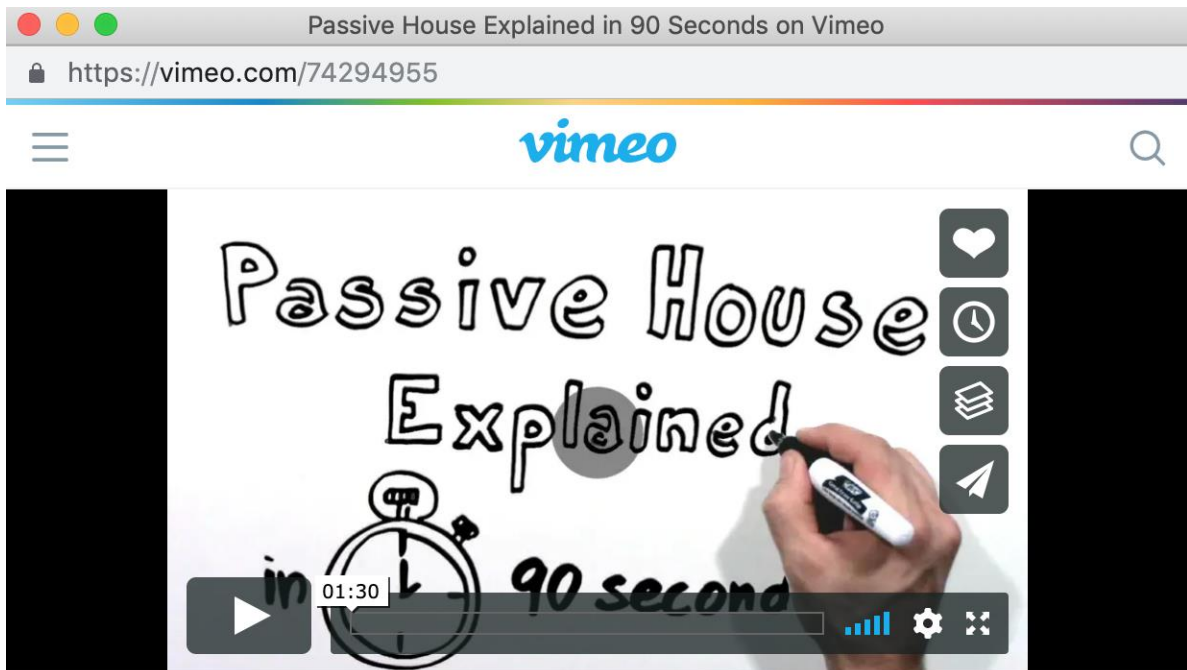 Passive House Explained in 90 Seconds on Vimeo
https://vimeo.com/74294955
vimeo
Passive House
Explained
in 90 second
01:30